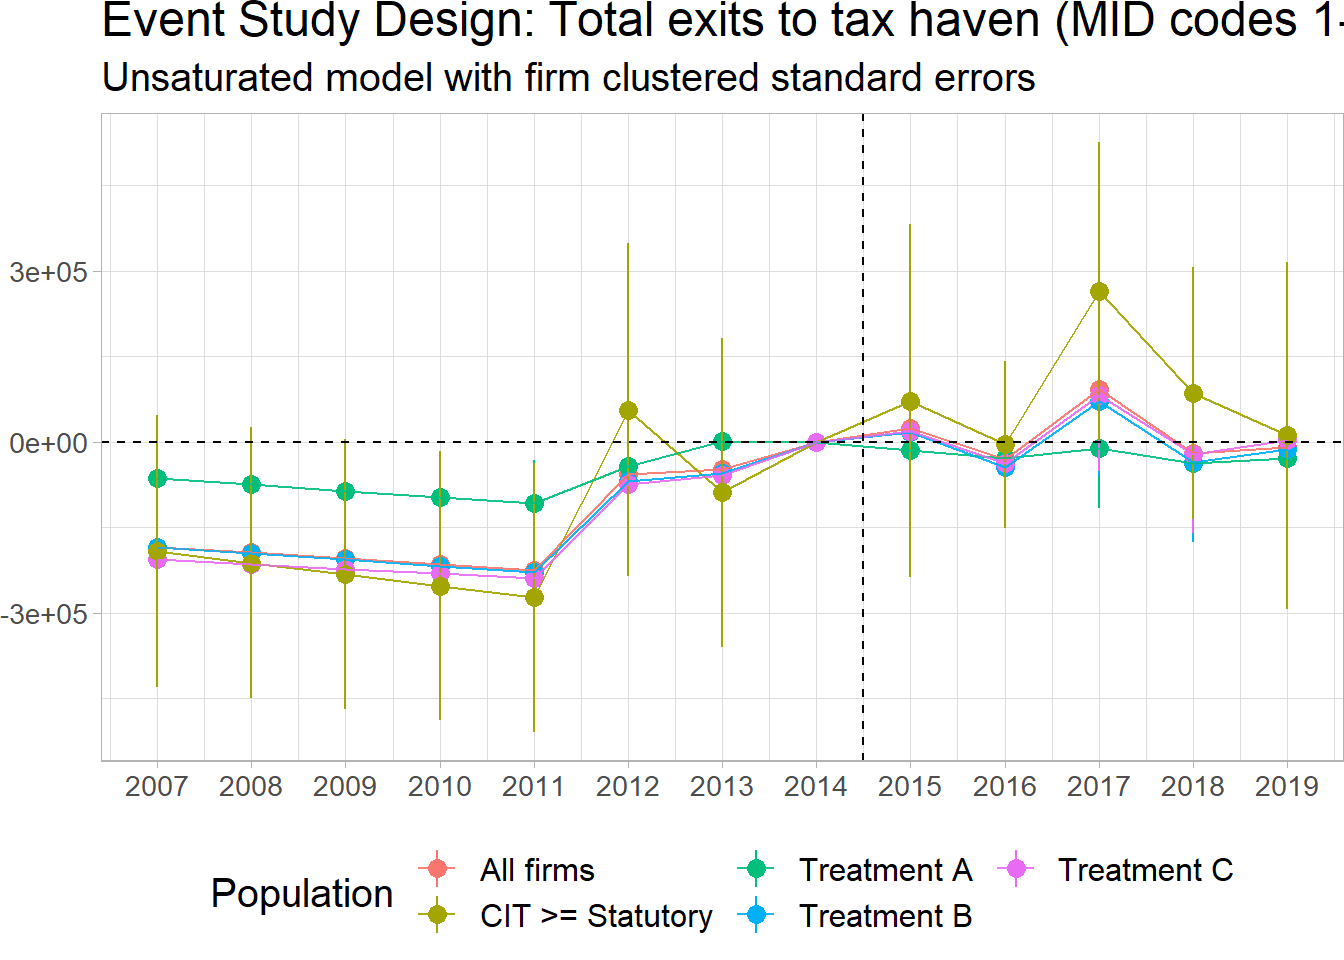 Event Study Design: Total exits to tax haven (MID codes 1-
Unsaturated model with firm clustered standard errors
3e+05
0e+00
-3e+05
2007 2008 2009 2010 2011 2012 2013 2014 2015 2016 2017 2018 2019
Population
All firms Treatment A Treatment C
CIT >= Statutory Treatment B